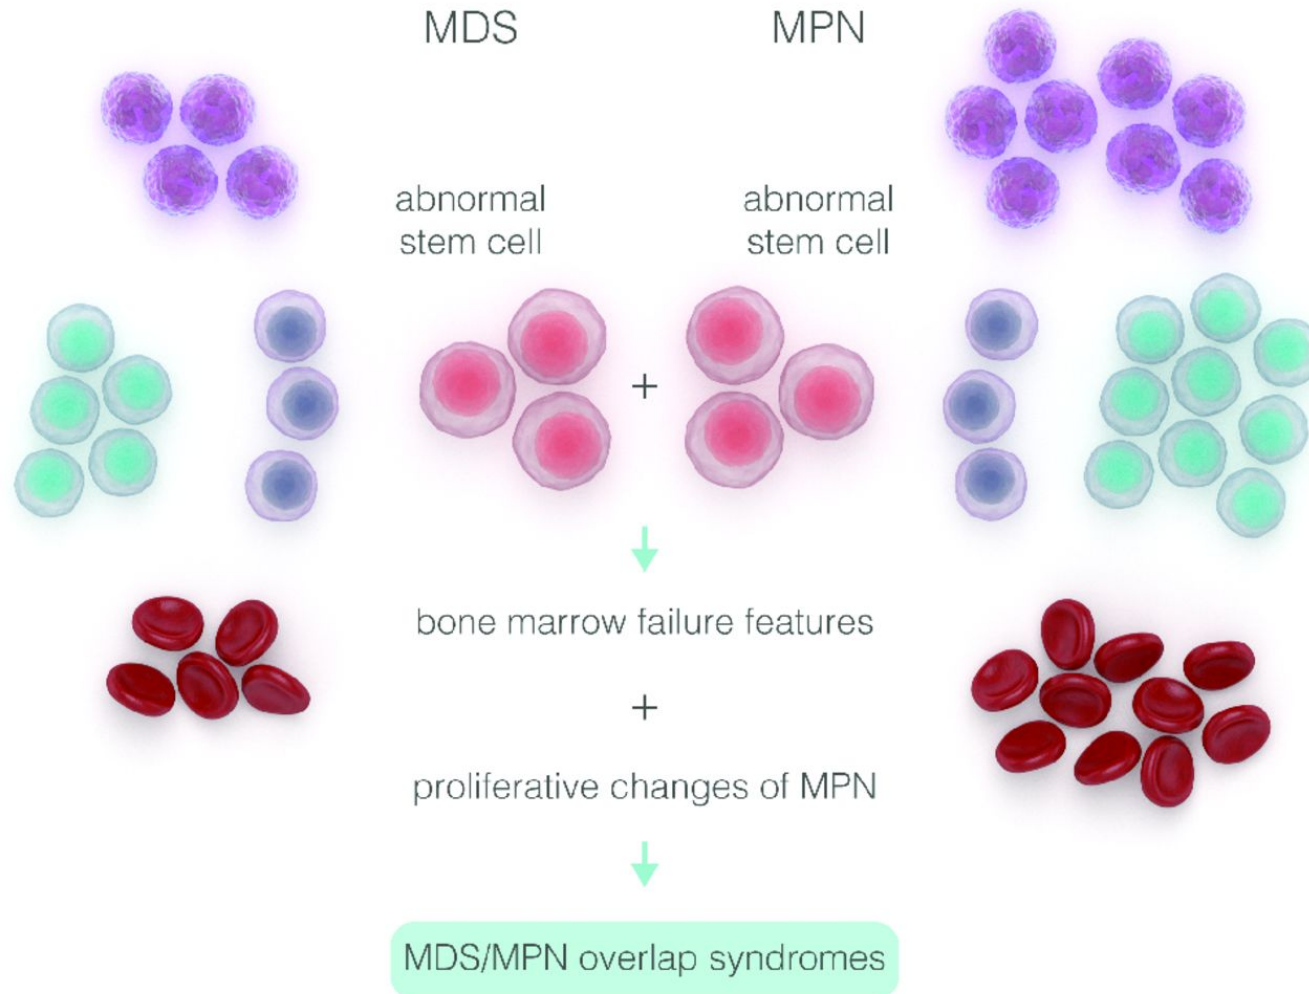 MDS
MPN
abnormal
stem cell
abnormal
stem cell
+
bone marrow failure features
+
proliferative changes of MPN
MDS/MPN overlap syndromes